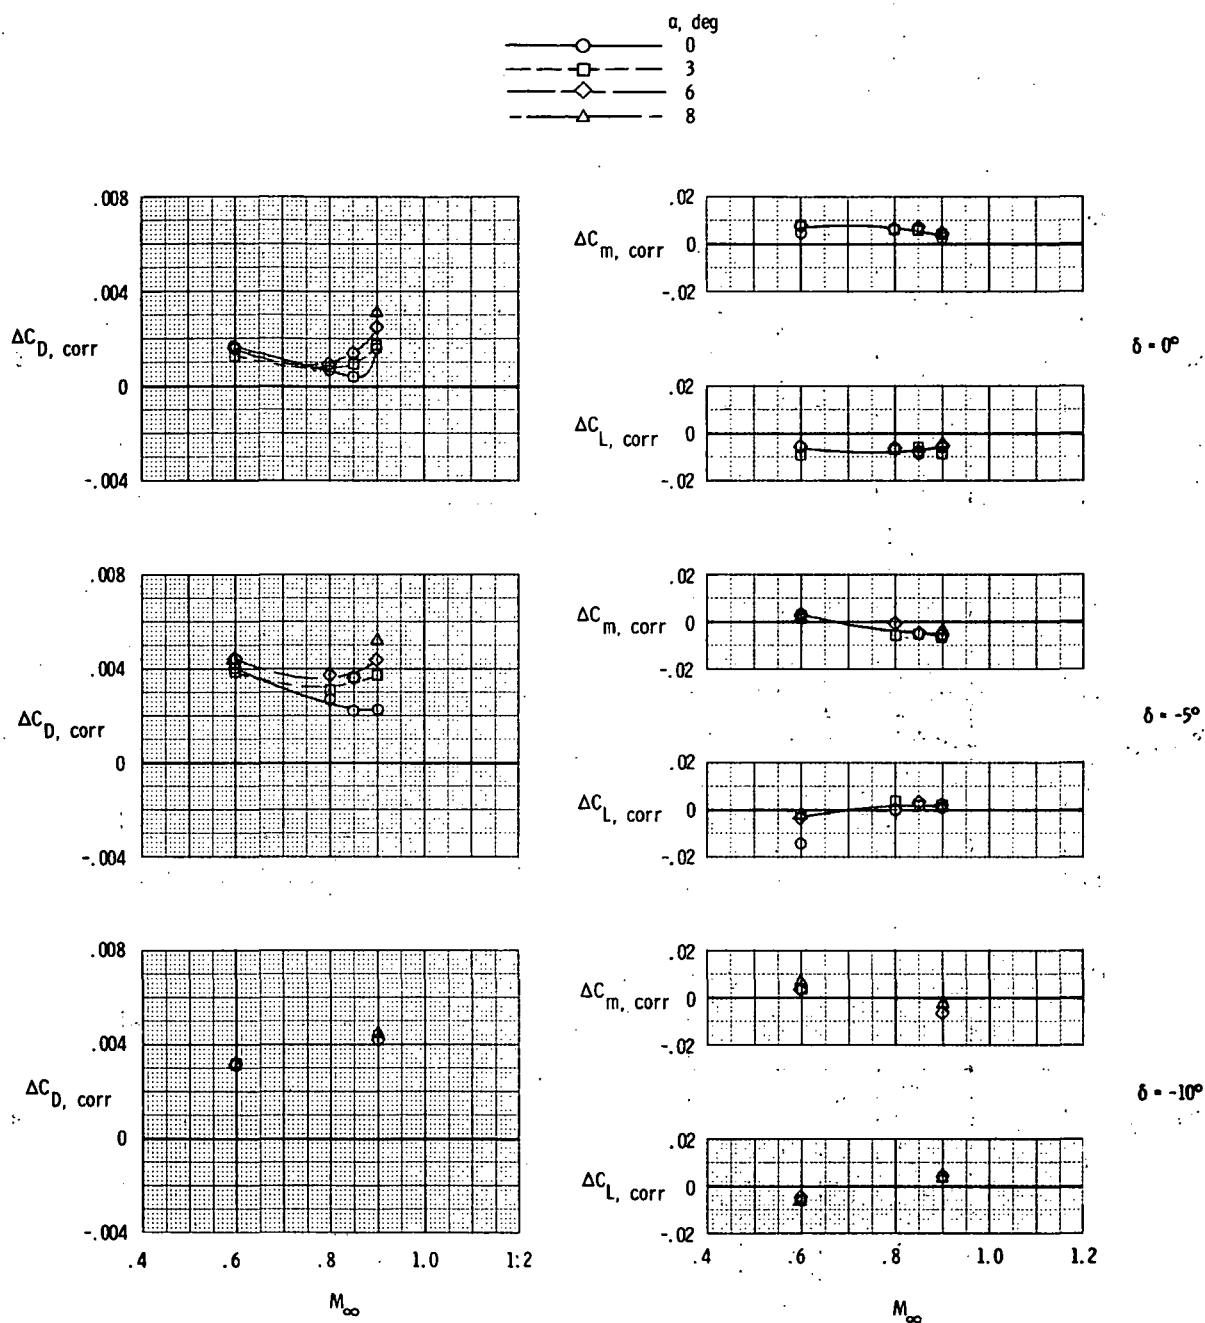 α, deg
0
3
6
8
.008
.004
0
-.004
ΔC_D, corr
.02
0
-.02
ΔC_m, corr
δ = 0°
.02
0
-.02
ΔC_L, corr
.008
.004
0
-.004
ΔC_D, corr
.02
0
-.02
ΔC_m, corr
δ = -5°
.02
0
-.02
ΔC_L, corr
.008
.004
0
-.004
ΔC_D, corr
.4 .6 .8 1.0 1.2
M∞
.02
0
-.02
ΔC_m, corr
δ = -10°
.02
0
-.02
ΔC_L, corr
.4 .6 .8 1.0 1.2
M∞